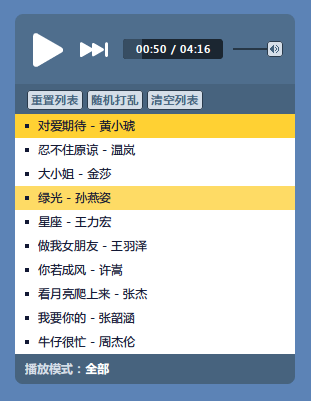 00:50 / 04:16
重置列表 随机打乱 清空列表
对爱期待 - 黄小琥
忍不住原谅 - 温岚
大小姐 - 金莎
绿光 - 孙燕姿
星座 - 王力宏
做我女朋友 - 王羽泽
你若成风 - 许嵩
看月亮爬上来 - 张杰
我要你的 - 张韶涵
牛仔很忙 - 周杰伦
播放模式：全部